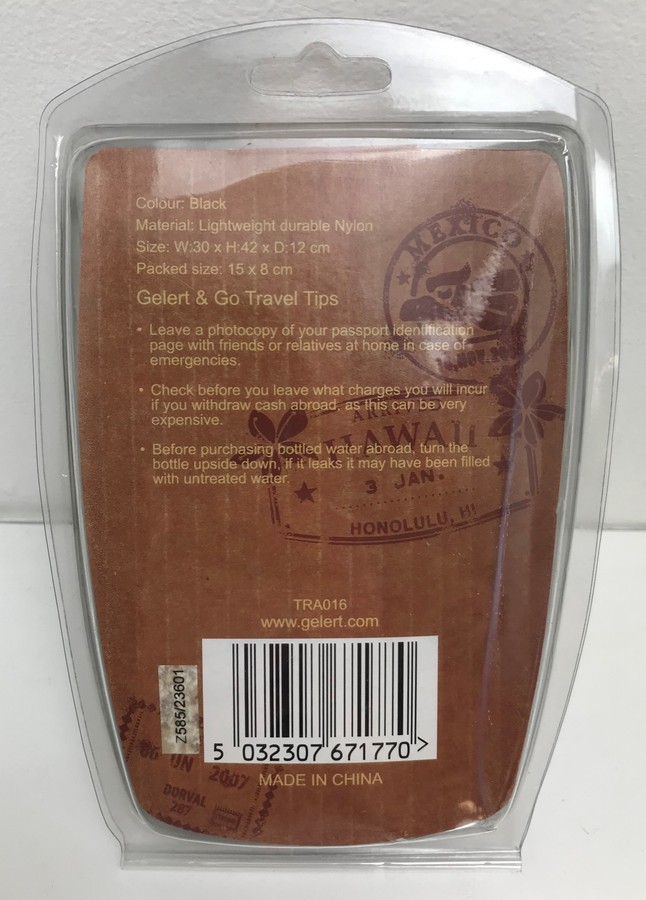 Colour: Black
Material: Lightweight durable Nylon
Size: W:30 x H:42 x D:12 cm
Packed size: 15 x 8 cm
Gelert & Go Travel Tips
• Leave a photocopy of your passport identification
page with friends or relatives at home in case of
emergencies.
• Check before you leave what charges you will incur
if you withdraw cash abroad, as this can be very
expensive.
• Before purchasing bottled water abroad, turn the
bottle upside down, if it leaks it may have been filled
with untreated water.
MEXICO
HAWAII
3 JAN.
HONOLULU, HI
TRA016
www.gelert.com
Z585/23601
5 032307 671770 >
MADE IN CHINA
2007
DORVAL
287